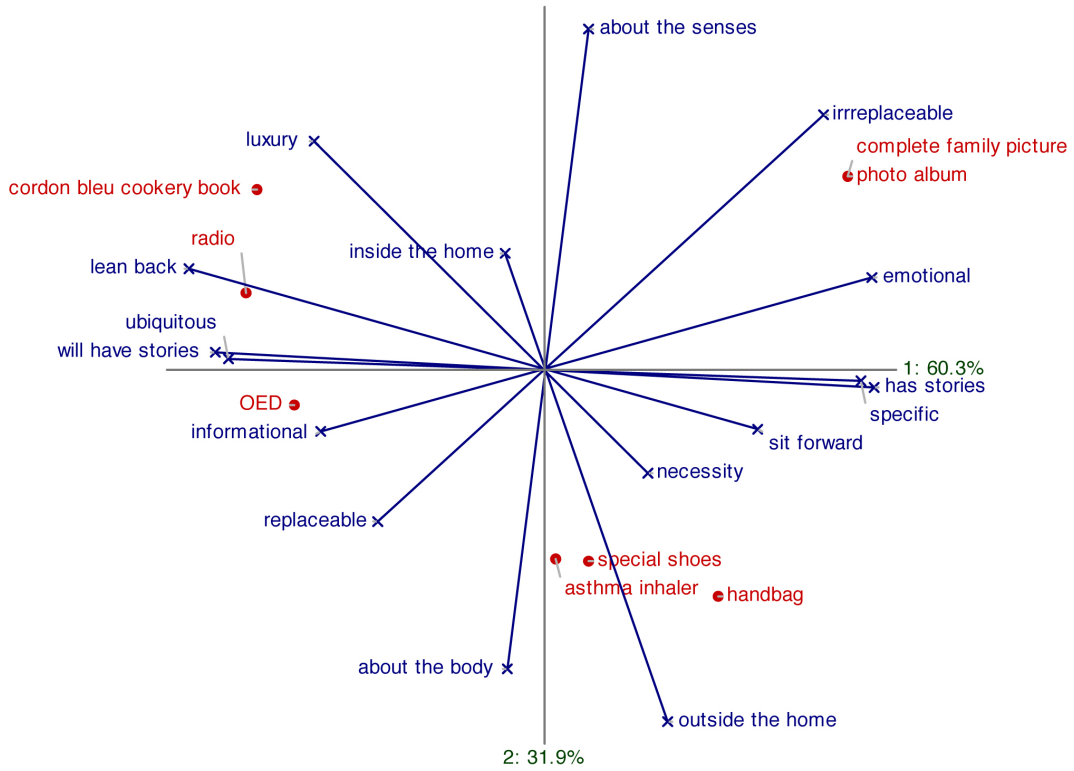 about the senses
irrreplaceable
luxury
complete family picture
photo album
cordon bleu cookery book
radio
inside the home
lean back
emotional
ubiquitous
will have stories
1: 60.3%
has stories
OED
specific
informational
sit forward
necessity
replaceable
special shoes
asthma inhaler
handbag
about the body
outside the home
2: 31.9%